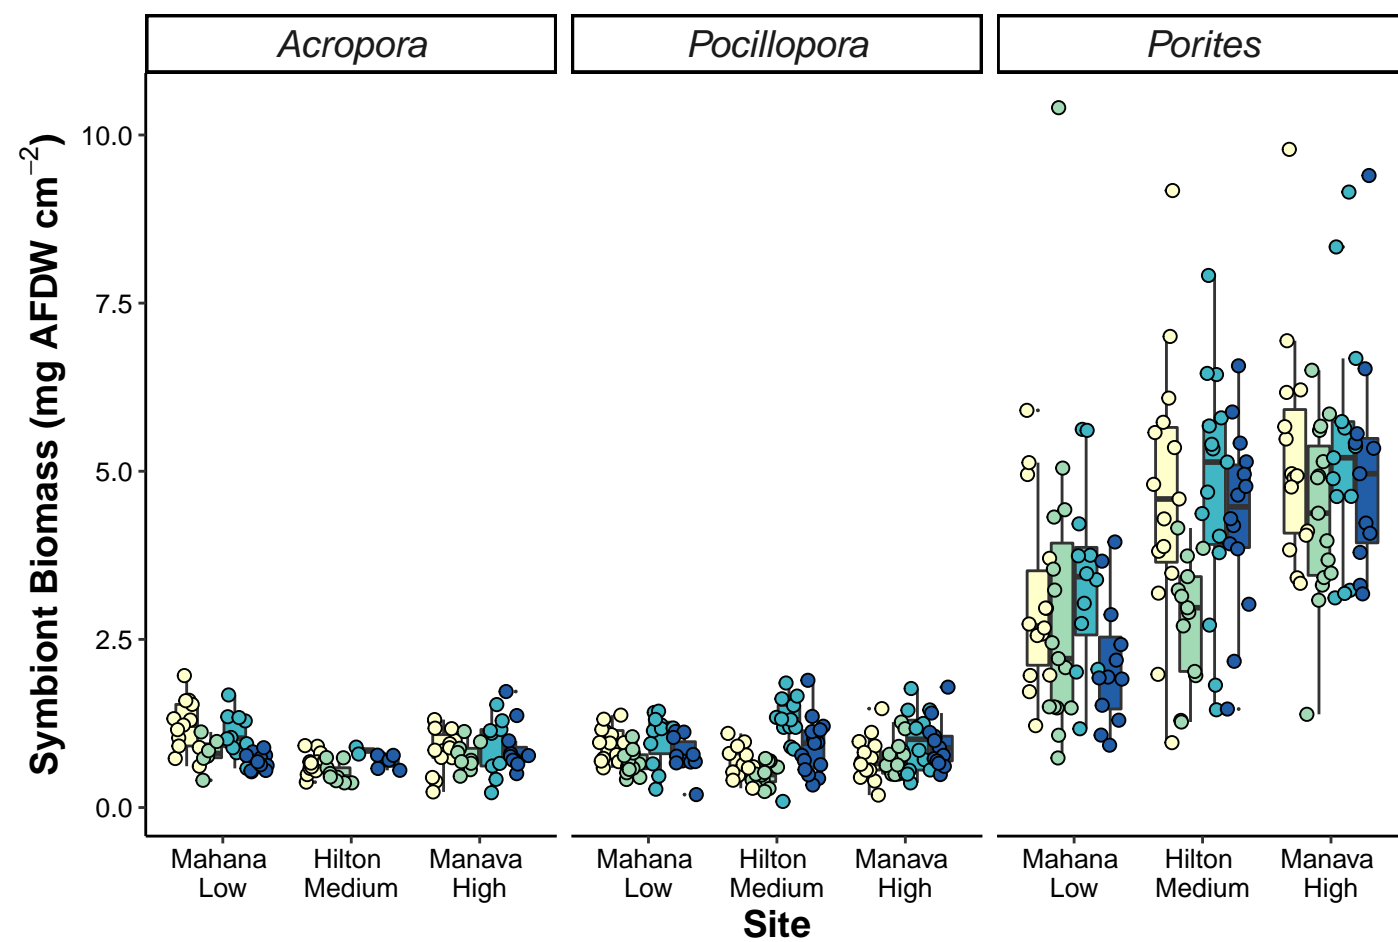 Acropora
Pocillopora
Porites
Symbiont Biomass (mg AFDW cm⁻²)
10.0
7.5
5.0
2.5
0.0
Mahana
Low
Hilton
Medium
Manava
High
Mahana
Low
Hilton
Medium
Manava
High
Mahana
Low
Hilton
Medium
Manava
High
Site